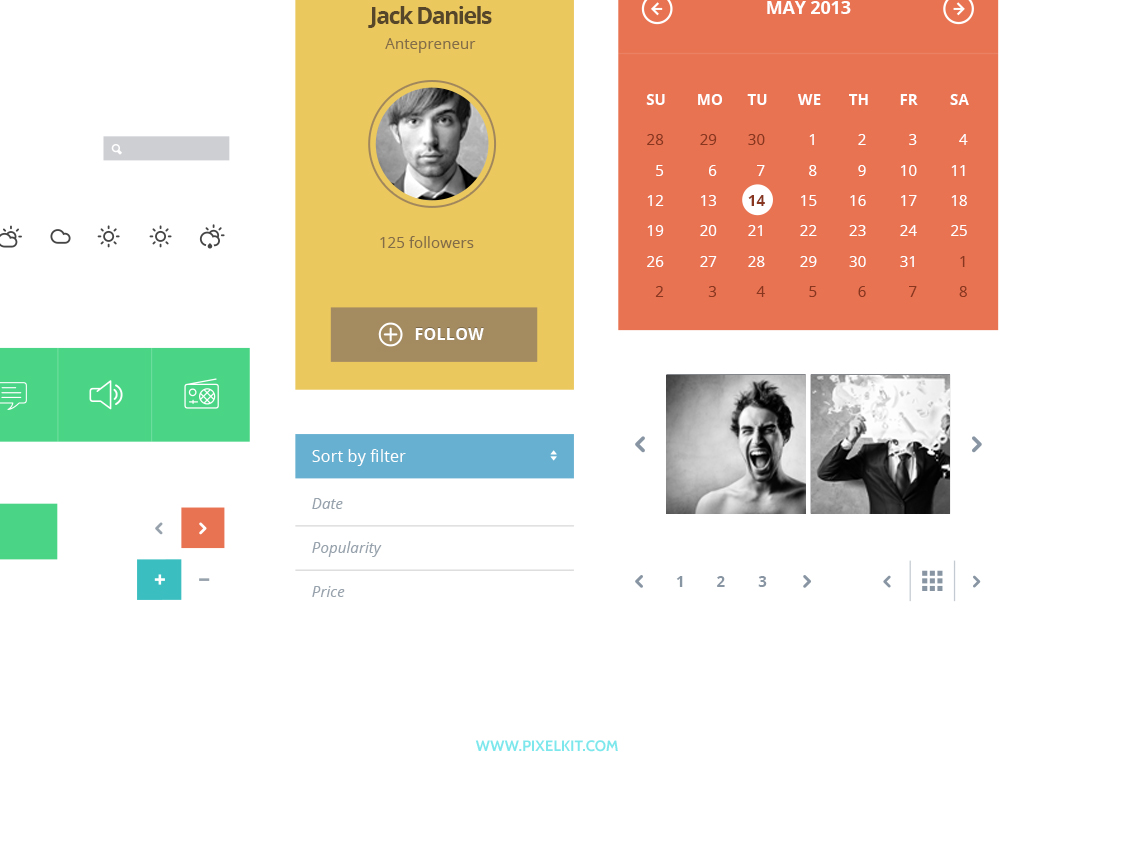 Jack Daniels
Antepreneur
125 followers
FOLLOW
Sort by filter
Date
Popularity
Price
MAY 2013
SU MO TU WE TH FR SA
28 29 30 1 2 3 4
5 6 7 8 9 10 11
12 13 14 15 16 17 18
19 20 21 22 23 24 25
26 27 28 29 30 31 1
2 3 4 5 6 7 8
1 2 3
WWW.PIXELKIT.COM